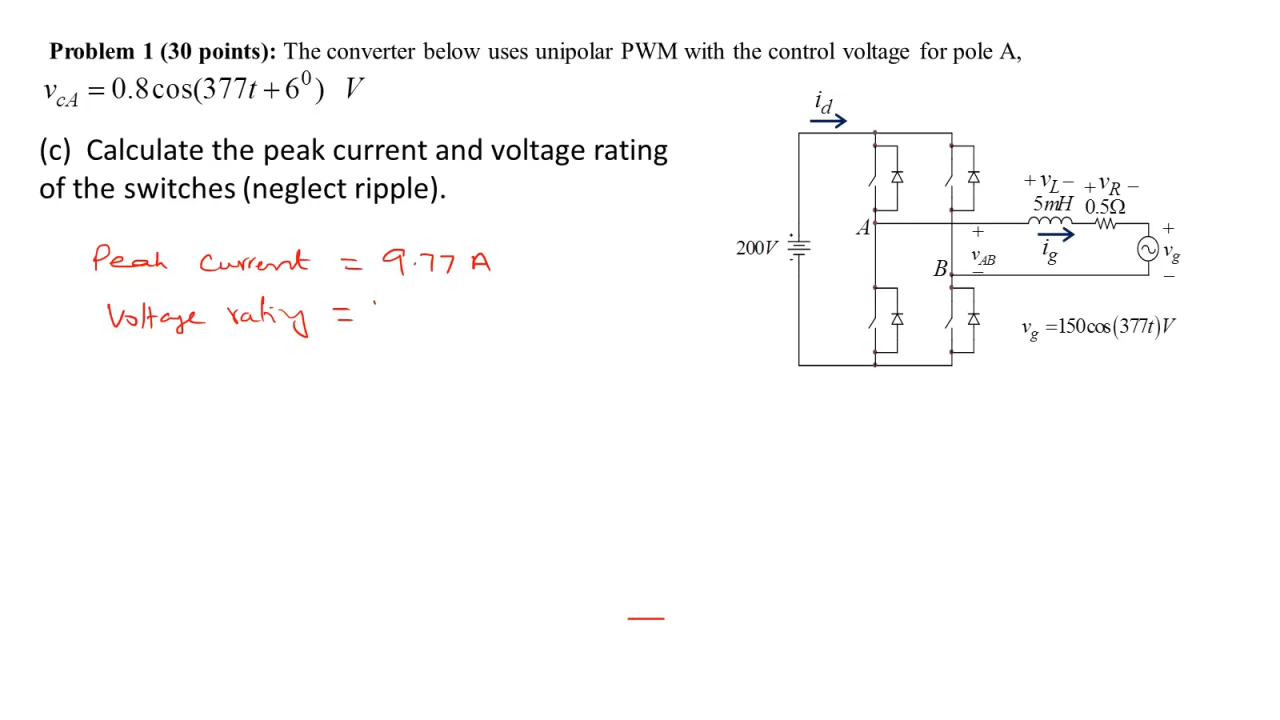 Problem 1 (30 points): The converter below uses unipolar PWM with the control voltage for pole A,
v_cA = 0.8cos(377t + 6⁰) V
(c) Calculate the peak current and voltage rating
of the switches (neglect ripple).
Peak current = 9.77 A
Voltage rating =
i_d
+ v_L − + v_R −
5mH 0.5Ω
A
+
+
200V
B
v_AB
i_g
v_g
−
−
v_g =150cos(377t)V